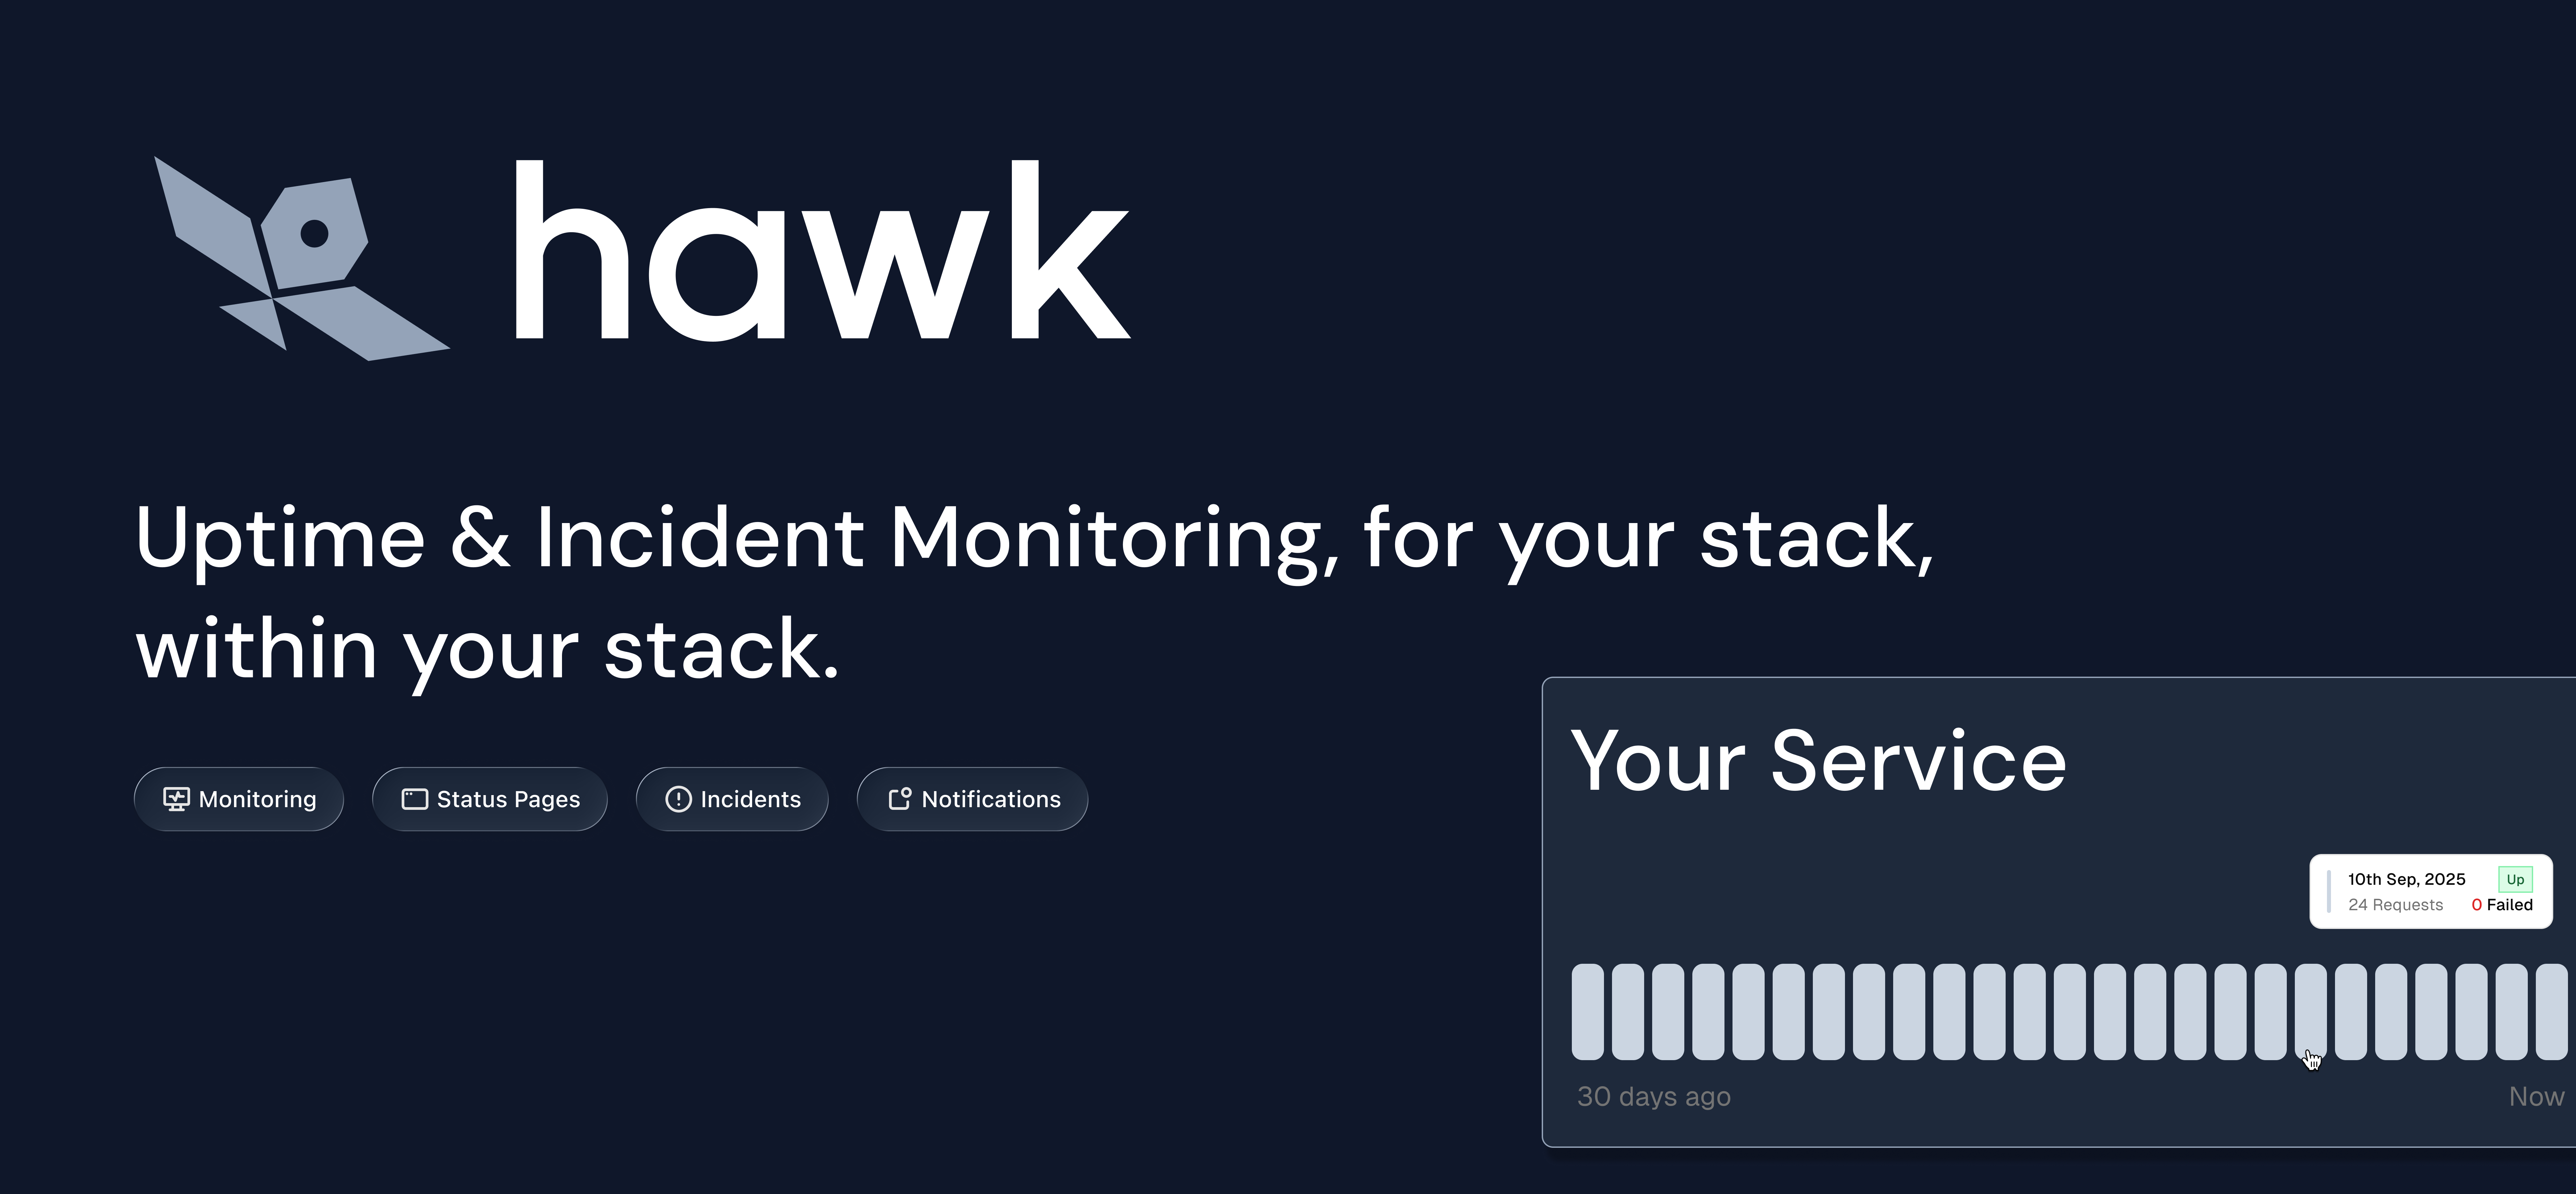 hawk
Uptime & Incident Monitoring, for your stack,
within your stack.
Monitoring
Status Pages
Incidents
Notifications
Your Service
10th Sep, 2025 Up
24 Requests 0 Failed
30 days ago Now